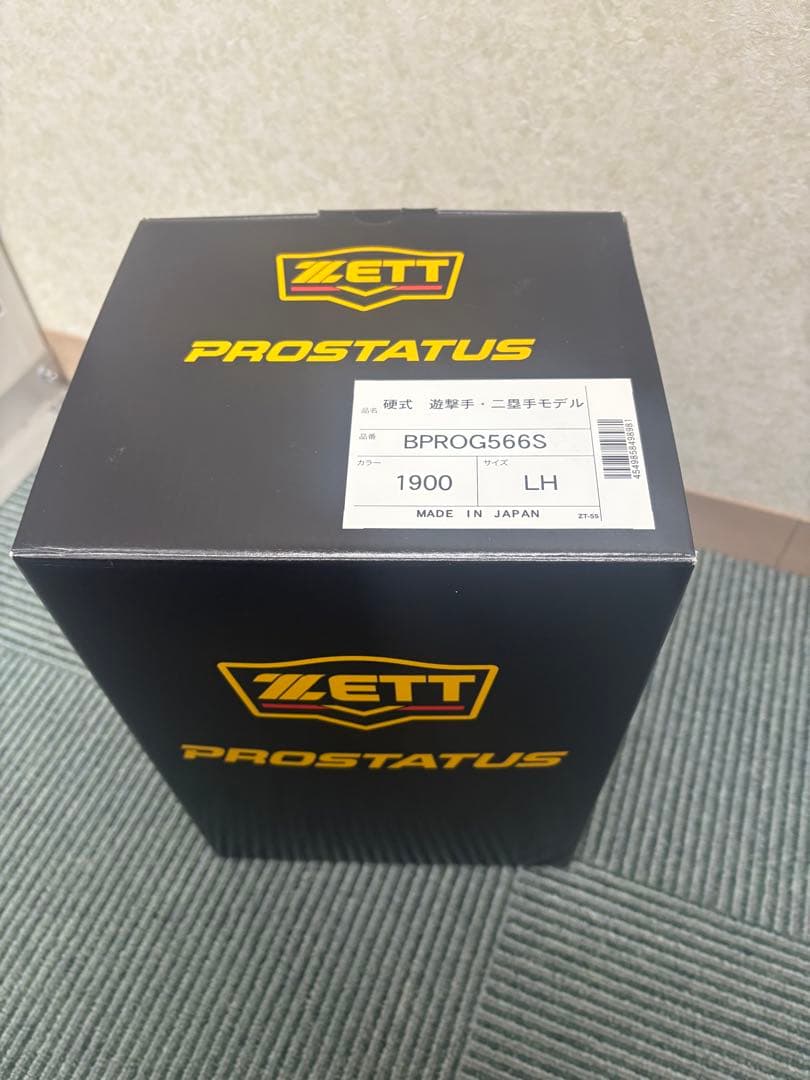 ZETT
PROSTATUS
品名 硬式 遊撃手・二塁手モデル
品番 BPROG566S
カラー 1900 サイズ LH
MADE IN JAPAN ZT-55
4549858498981
ZETT
PROSTATUS